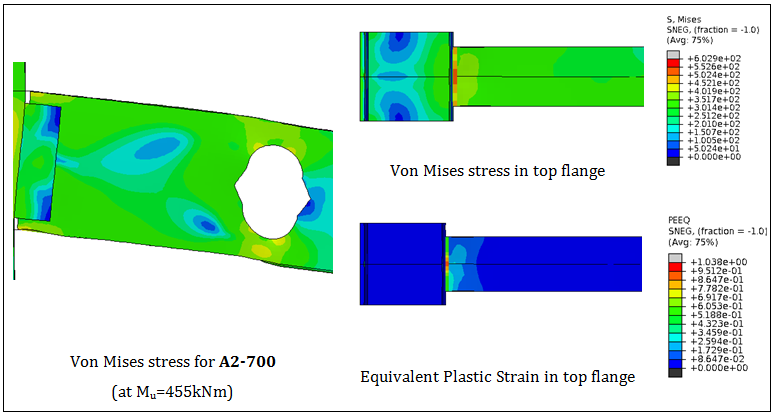 S, Mises
SNEG, (fraction = -1.0)
(Avg: 75%)
+6.029e+02
+5.526e+02
+5.024e+02
+4.521e+02
+4.019e+02
+3.517e+02
+3.014e+02
+2.512e+02
+2.010e+02
+1.507e+02
+1.005e+02
+5.024e+01
+0.000e+00
Von Mises stress in top flange
PEEQ
SNEG, (fraction = -1.0)
(Avg: 75%)
+1.038e+00
+9.512e-01
+8.647e-01
+7.782e-01
+6.917e-01
+6.053e-01
+5.188e-01
+4.323e-01
+3.459e-01
+2.594e-01
+1.729e-01
+8.647e-02
+0.000e+00
Von Mises stress for A2-700
(at Mu=455kNm)
Equivalent Plastic Strain in top flange